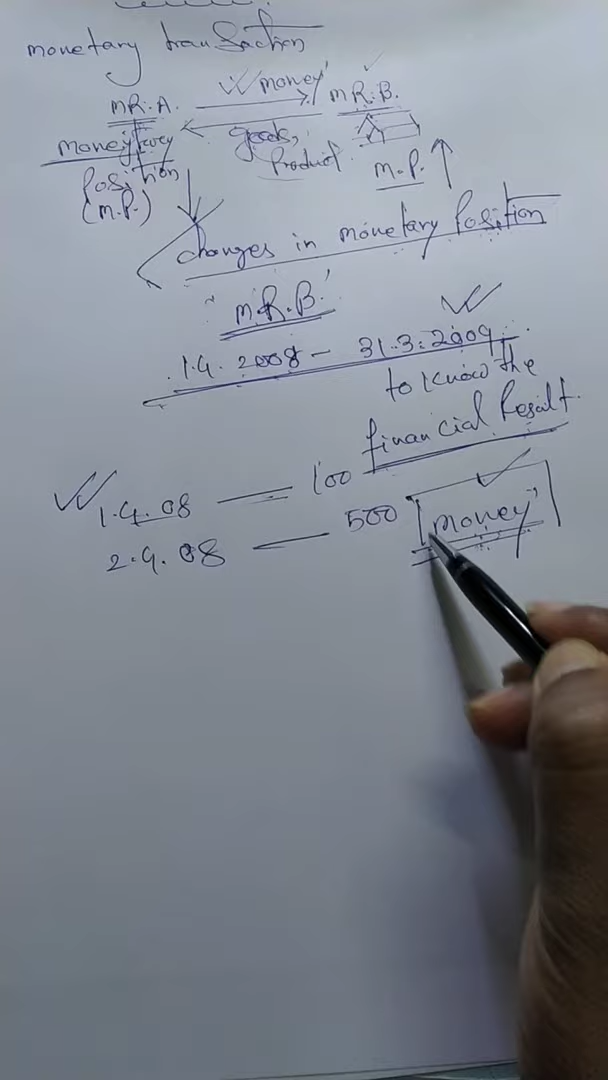 monetary transaction
MR.A. money MR.B.
monetary goods,
Position Product. M.P.
(M.P.)
changes in monetary Position
"M.R.B."
1.4.2008 - 31.3.2009.
to know the
financial Result.
1.4.08 — 100
2.4.08 — 500 "money"